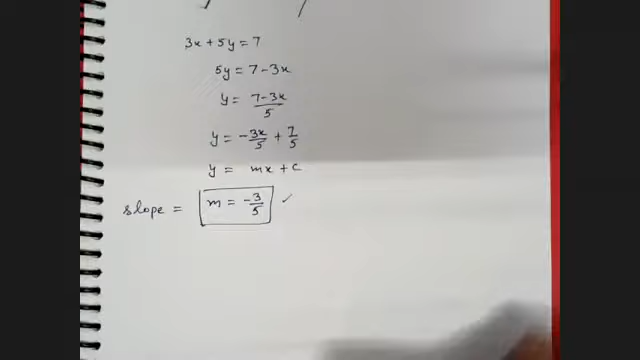 3x + 5y = 7
5y = 7 - 3x
y = 7-3x/5
y = -3x/5 + 7/5
y = mx + c
slope = m = -3/5 ✓